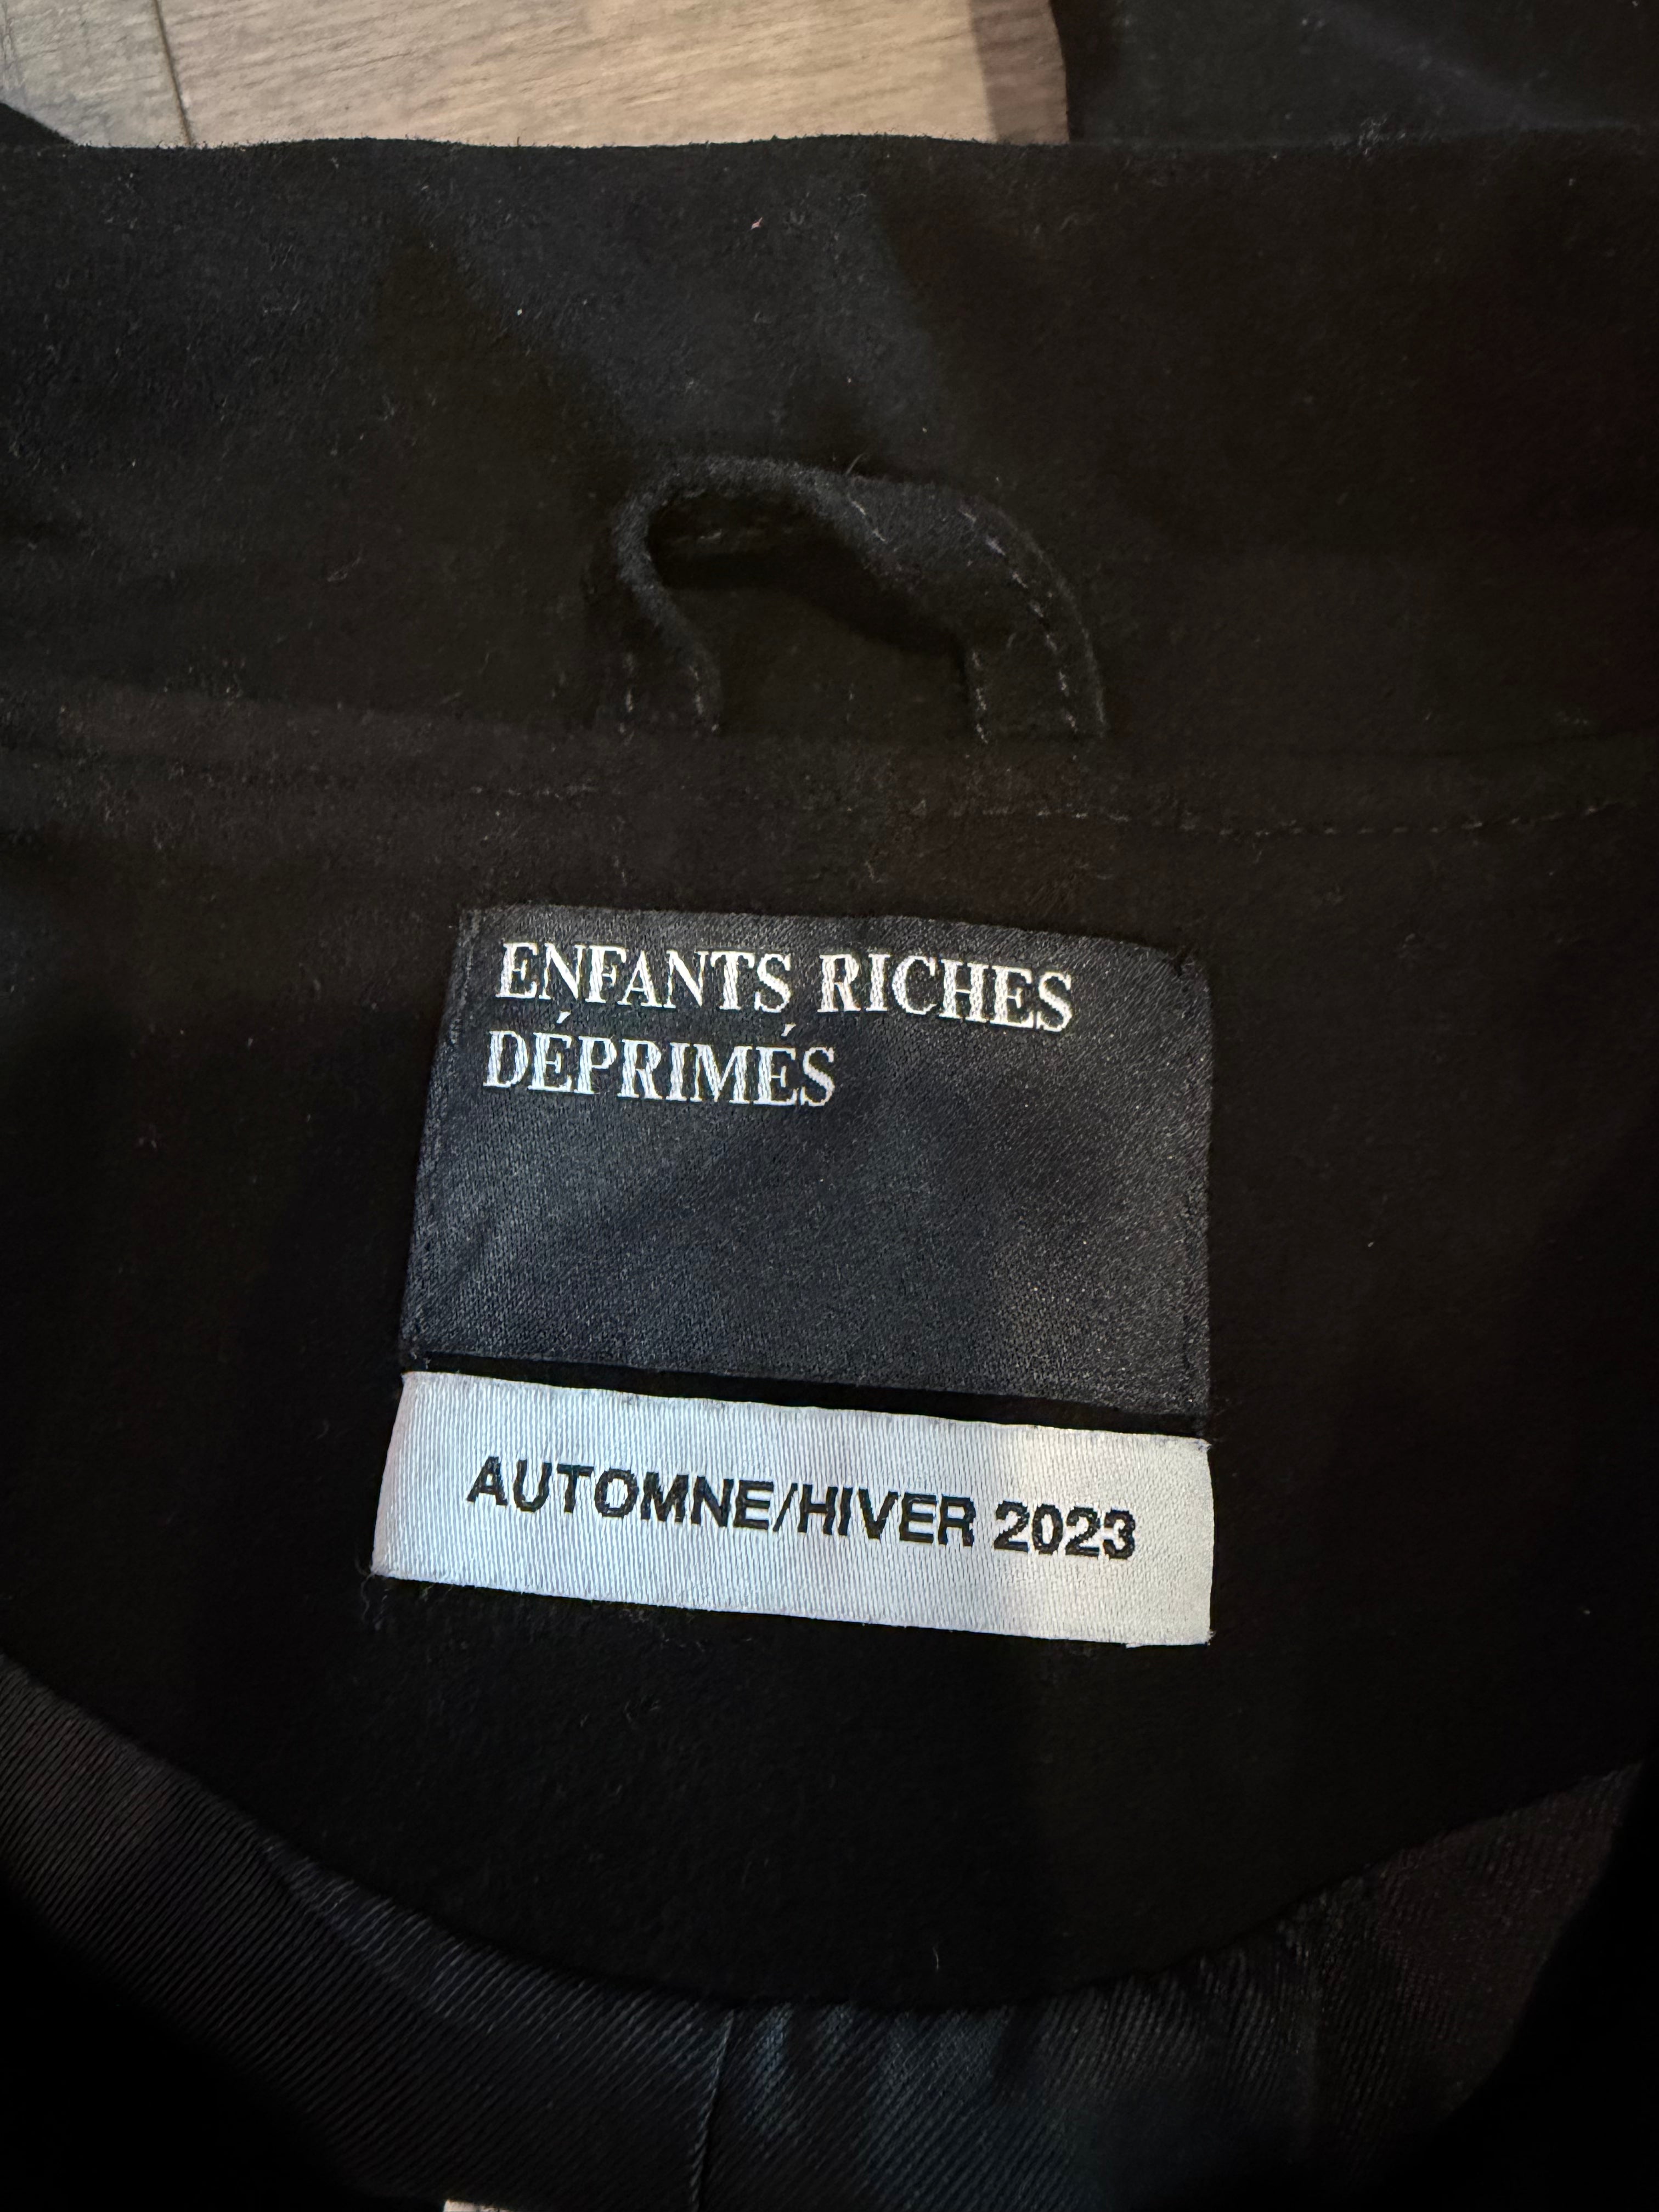 ENFANTS RICHES
DÉPRIMÉS
AUTOMNE/HIVER 2023